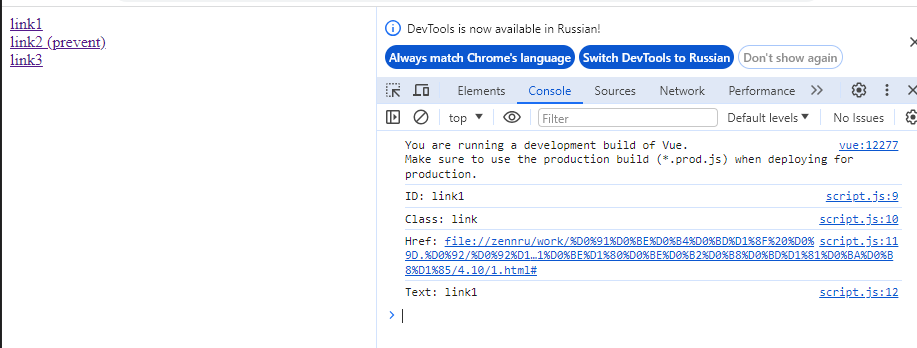 link1
link2 (prevent)
link3
DevTools is now available in Russian!
Always match Chrome's language Switch DevTools to Russian Don't show again
Elements Console Sources Network Performance
top Filter Default levels No Issues
You are running a development build of Vue. vue:12277
Make sure to use the production build (*.prod.js) when deploying for
production.
ID: link1 script.js:9
Class: link script.js:10
Href: file://zennru/work/%D0%91%D0%BE%D0%B4%D0%BD%D1%8F%20%D0% script.js:11
9D.%D0%92/%D0%92%D1…1%D0%BE%D1%80%D0%BE%D0%B2%D0%B8%D0%BD%D1%81%D0%BA%D0%B
8%D1%85/4.10/1.html#
Text: link1 script.js:12